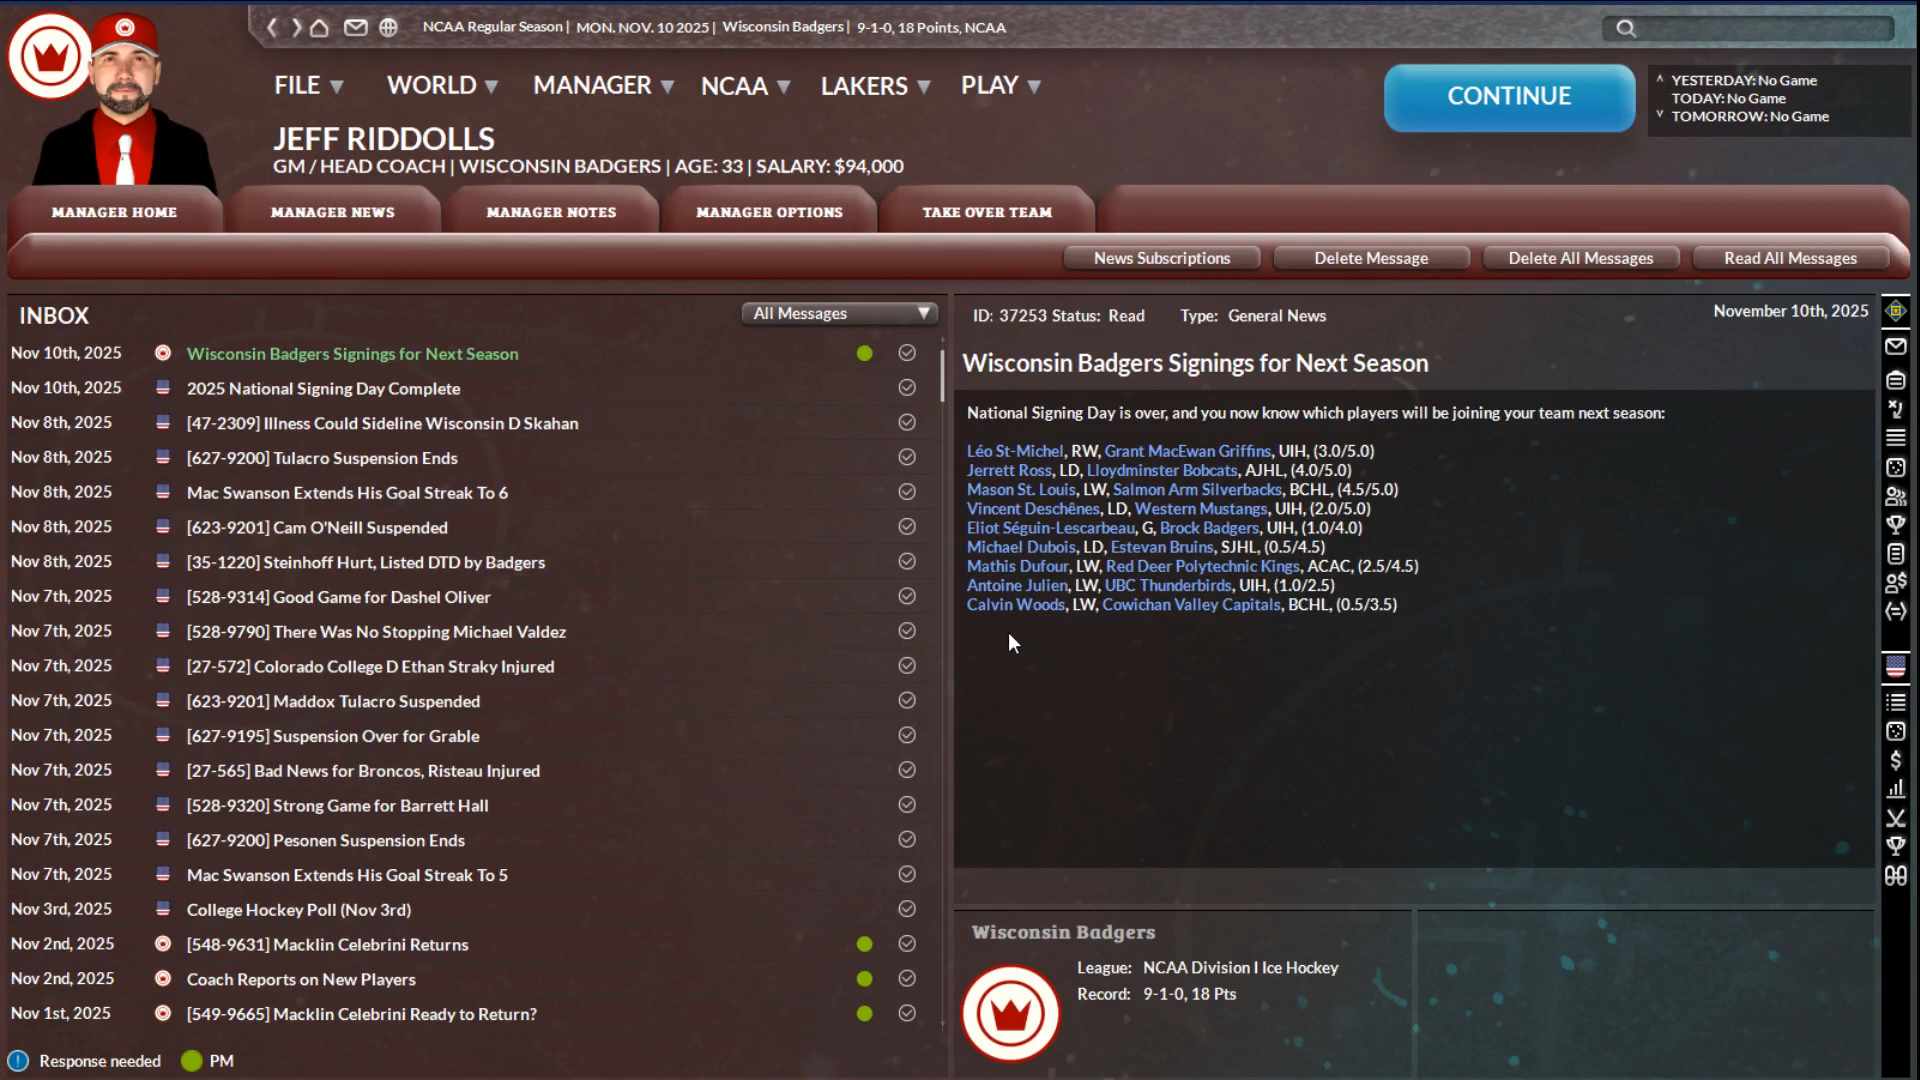 NCAA Regular Season | MON. NOV. 10 2025 | Wisconsin Badgers | 9-1-0, 18 Points, NCAA
FILE WORLD MANAGER NCAA LAKERS PLAY
CONTINUE
YESTERDAY: No Game
TODAY: No Game
TOMORROW: No Game
JEFF RIDDOLLS
GM / HEAD COACH | WISCONSIN BADGERS | AGE: 33 | SALARY: $94,000
MANAGER HOME MANAGER NEWS MANAGER NOTES MANAGER OPTIONS TAKE OVER TEAM
News Subscriptions Delete Message Delete All Messages Read All Messages
INBOX All Messages
Nov 10th, 2025 Wisconsin Badgers Signings for Next Season
Nov 10th, 2025 2025 National Signing Day Complete
Nov 8th, 2025 [47-2309] Illness Could Sideline Wisconsin D Skahan
Nov 8th, 2025 [627-9200] Tulacro Suspension Ends
Nov 8th, 2025 Mac Swanson Extends His Goal Streak To 6
Nov 8th, 2025 [623-9201] Cam O'Neill Suspended
Nov 8th, 2025 [35-1220] Steinhoff Hurt, Listed DTD by Badgers
Nov 7th, 2025 [528-9314] Good Game for Dashel Oliver
Nov 7th, 2025 [528-9790] There Was No Stopping Michael Valdez
Nov 7th, 2025 [27-572] Colorado College D Ethan Straky Injured
Nov 7th, 2025 [623-9201] Maddox Tulacro Suspended
Nov 7th, 2025 [627-9195] Suspension Over for Grable
Nov 7th, 2025 [27-565] Bad News for Broncos, Risteau Injured
Nov 7th, 2025 [528-9320] Strong Game for Barrett Hall
Nov 7th, 2025 [627-9200] Pesonen Suspension Ends
Nov 7th, 2025 Mac Swanson Extends His Goal Streak To 5
Nov 3rd, 2025 College Hockey Poll (Nov 3rd)
Nov 2nd, 2025 [548-9631] Macklin Celebrini Returns
Nov 2nd, 2025 Coach Reports on New Players
Nov 1st, 2025 [549-9665] Macklin Celebrini Ready to Return?
Response needed PM
ID: 37253 Status: Read Type: General News November 10th, 2025
Wisconsin Badgers Signings for Next Season
National Signing Day is over, and you now know which players will be joining your team next season:
Léo St-Michel, RW, Grant MacEwan Griffins, UIH, (3.0/5.0)
Jerrett Ross, LD, Lloydminster Bobcats, AJHL, (4.0/5.0)
Mason St. Louis, LW, Salmon Arm Silverbacks, BCHL, (4.5/5.0)
Vincent Deschênes, LD, Western Mustangs, UIH, (2.0/5.0)
Eliot Séguin-Lescarbeau, G, Brock Badgers, UIH, (1.0/4.0)
Michael Dubois, LD, Estevan Bruins, SJHL, (0.5/4.5)
Mathis Dufour, LW, Red Deer Polytechnic Kings, ACAC, (2.5/4.5)
Antoine Julien, LW, UBC Thunderbirds, UIH, (1.0/2.5)
Calvin Woods, LW, Cowichan Valley Capitals, BCHL, (0.5/3.5)
Wisconsin Badgers
League: NCAA Division I Ice Hockey
Record: 9-1-0, 18 Pts